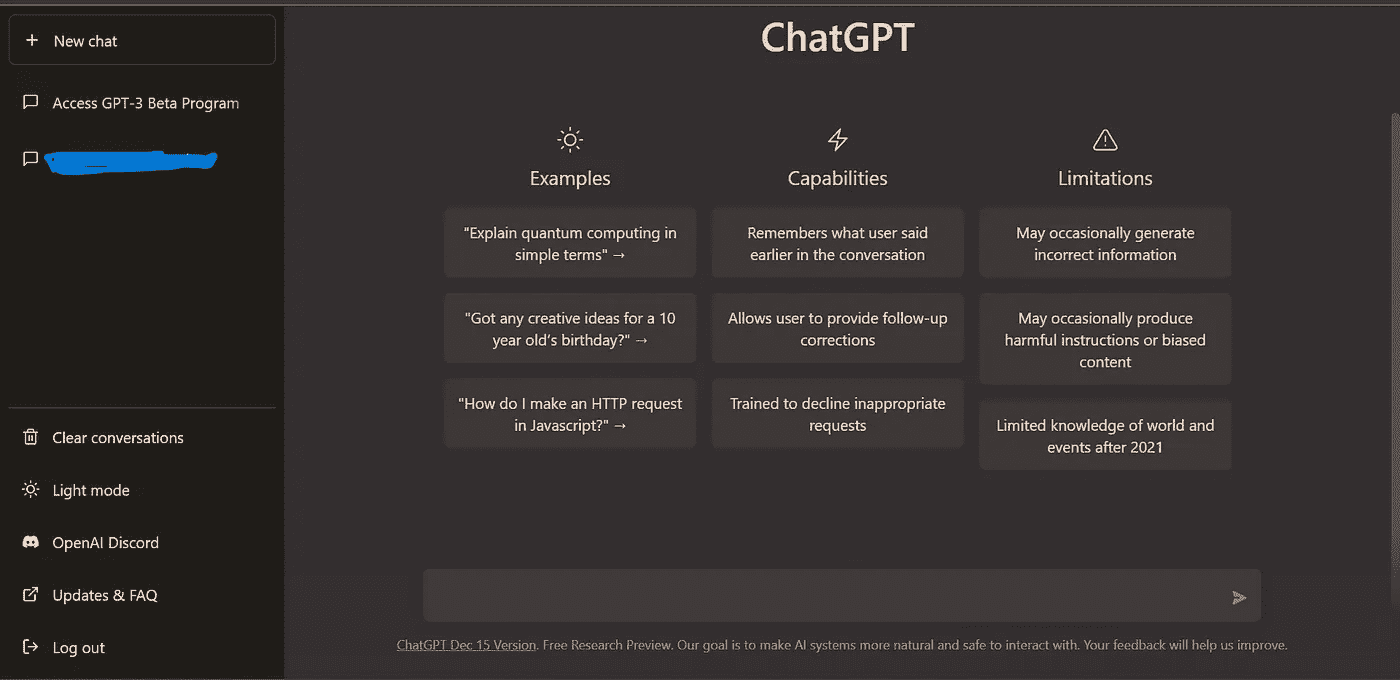 New chat
Access GPT-3 Beta Program
Clear conversations
Light mode
OpenAI Discord
Updates & FAQ
Log out
ChatGPT
Examples
"Explain quantum computing in
simple terms" →
"Got any creative ideas for a 10
year old's birthday?" →
"How do I make an HTTP request
in Javascript?" →
Capabilities
Remembers what user said
earlier in the conversation
Allows user to provide follow-up
corrections
Trained to decline inappropriate
requests
Limitations
May occasionally generate
incorrect information
May occasionally produce
harmful instructions or biased
content
Limited knowledge of world and
events after 2021
ChatGPT Dec 15 Version. Free Research Preview. Our goal is to make AI systems more natural and safe to interact with. Your feedback will help us improve.